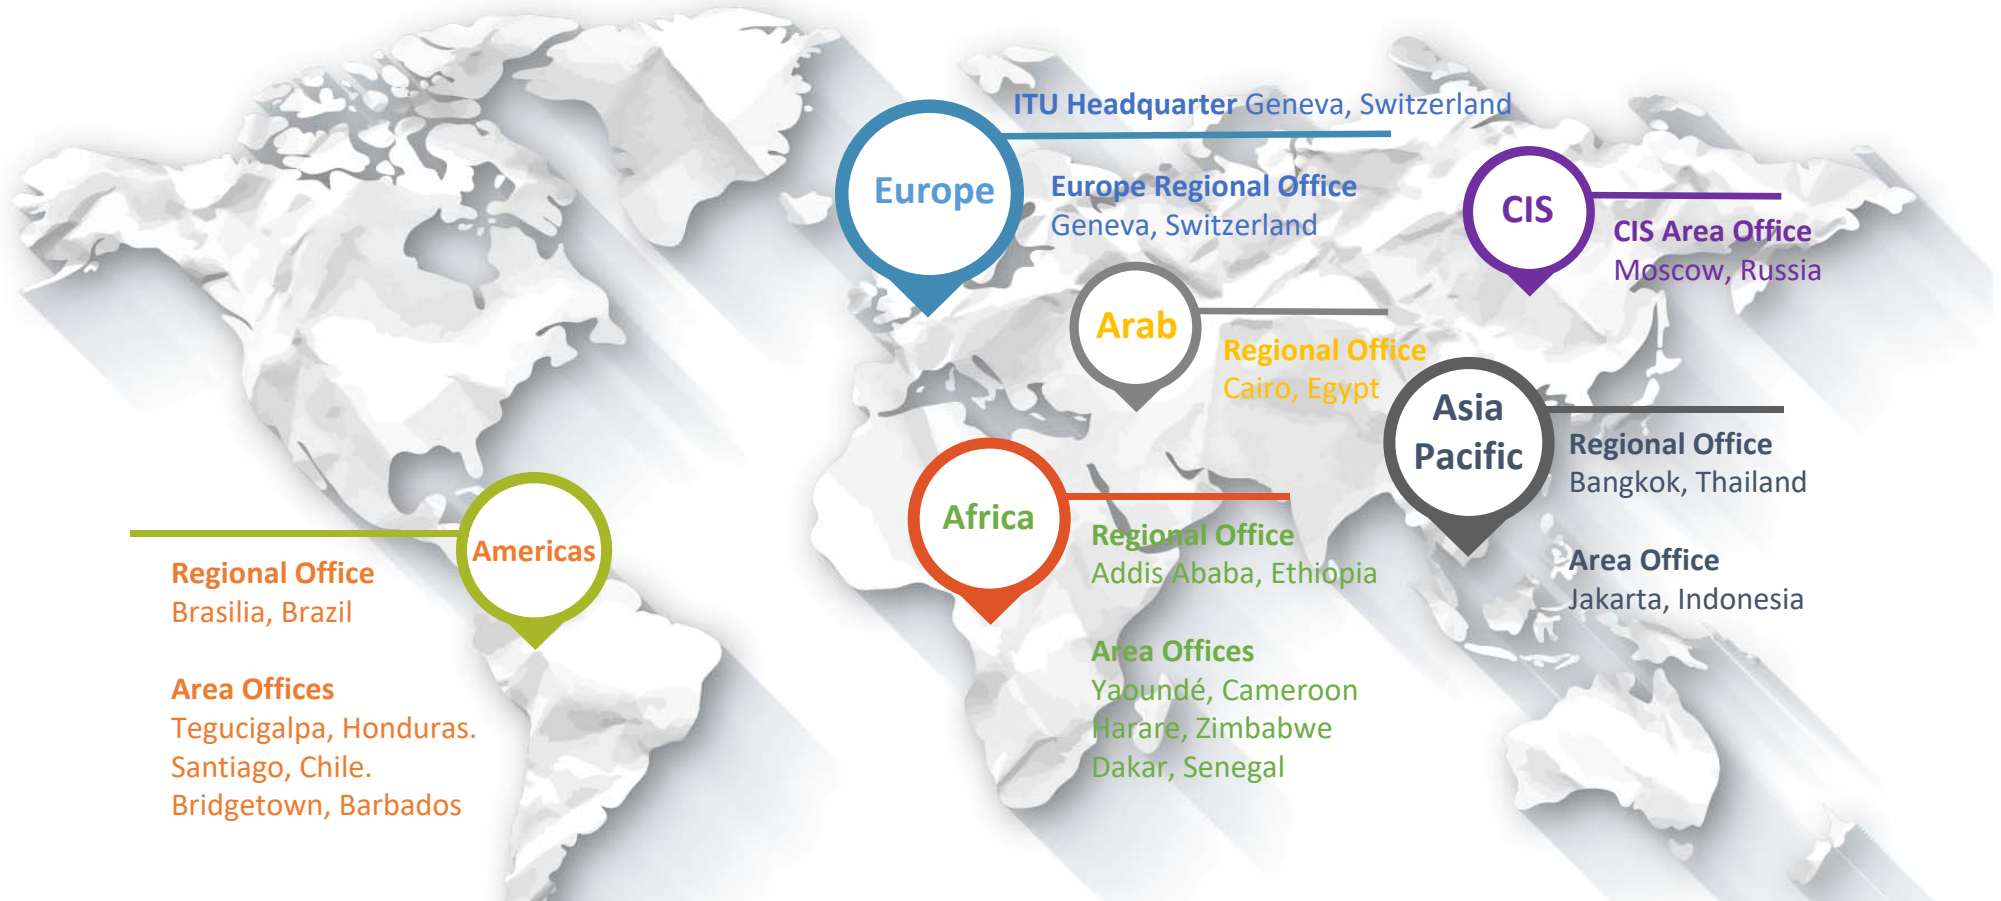 ITU Headquarter Geneva, Switzerland
Europe
Europe Regional Office
Geneva, Switzerland
CIS
CIS Area Office
Moscow, Russia
Arab
Regional Office
Cairo, Egypt
Asia
Pacific
Regional Office
Bangkok, Thailand
Area Office
Jakarta, Indonesia
Africa
Regional Office
Addis Ababa, Ethiopia
Area Offices
Yaoundé, Cameroon
Harare, Zimbabwe
Dakar, Senegal
Americas
Regional Office
Brasilia, Brazil
Area Offices
Tegucigalpa, Honduras.
Santiago, Chile.
Bridgetown, Barbados